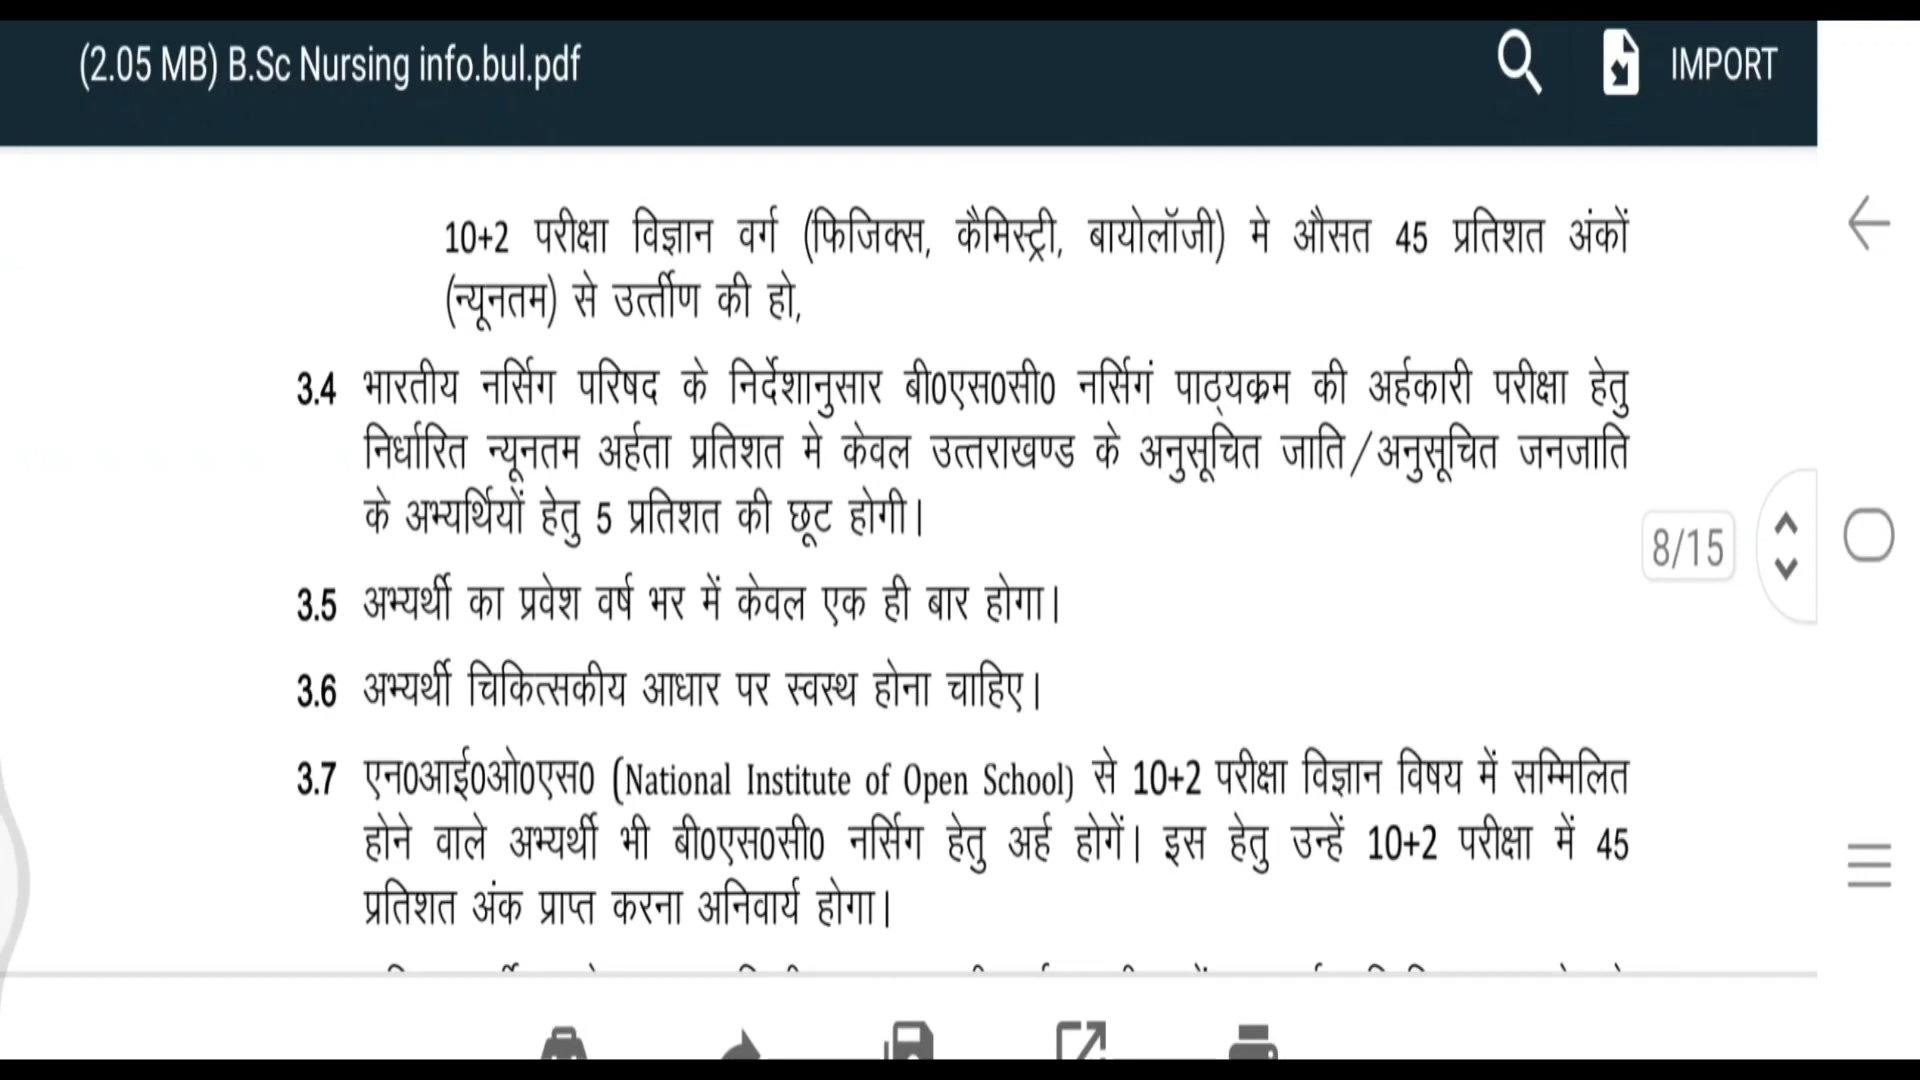 (2.05 MB) B.Sc Nursing info.bul.pdf
IMPORT
10+2 परीक्षा विज्ञान वर्ग (फिजिक्स, कैमिस्ट्री, बायोलॉजी) मे औसत 45 प्रतिशत अंकों
(न्यूनतम) से उर्त्तीण की हो,
3.4 भारतीय नर्सिग परिषद के निर्देशानुसार बी0एस0सी0 नर्सिगं पाठ्यक्रम की अर्हकारी परीक्षा हेतु
निर्धारित न्यूनतम अर्हता प्रतिशत मे केवल उत्तराखण्ड के अनुसूचित जाति/अनुसूचित जनजाति
के अभ्यर्थियों हेतु 5 प्रतिशत की छूट होगी।
8/15
3.5 अभ्यर्थी का प्रवेश वर्ष भर में केवल एक ही बार होगा।
3.6 अभ्यर्थी चिकित्सकीय आधार पर स्वस्थ होना चाहिए।
3.7 एन0आई0ओ0एस0 (National Institute of Open School) से 10+2 परीक्षा विज्ञान विषय में सम्मिलित
होने वाले अभ्यर्थी भी बी0एस0सी0 नर्सिग हेतु अर्ह होगें। इस हेतु उन्हें 10+2 परीक्षा में 45
प्रतिशत अंक प्राप्त करना अनिवार्य होगा।